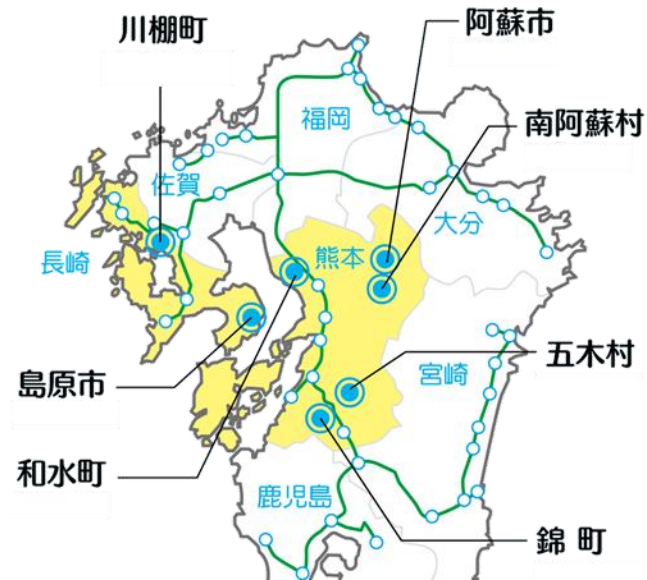 川棚町
阿蘇市
福岡
南阿蘇村
佐賀
大分
長崎
熊本
五木村
宮崎
島原市
和水町
鹿児島
錦 町